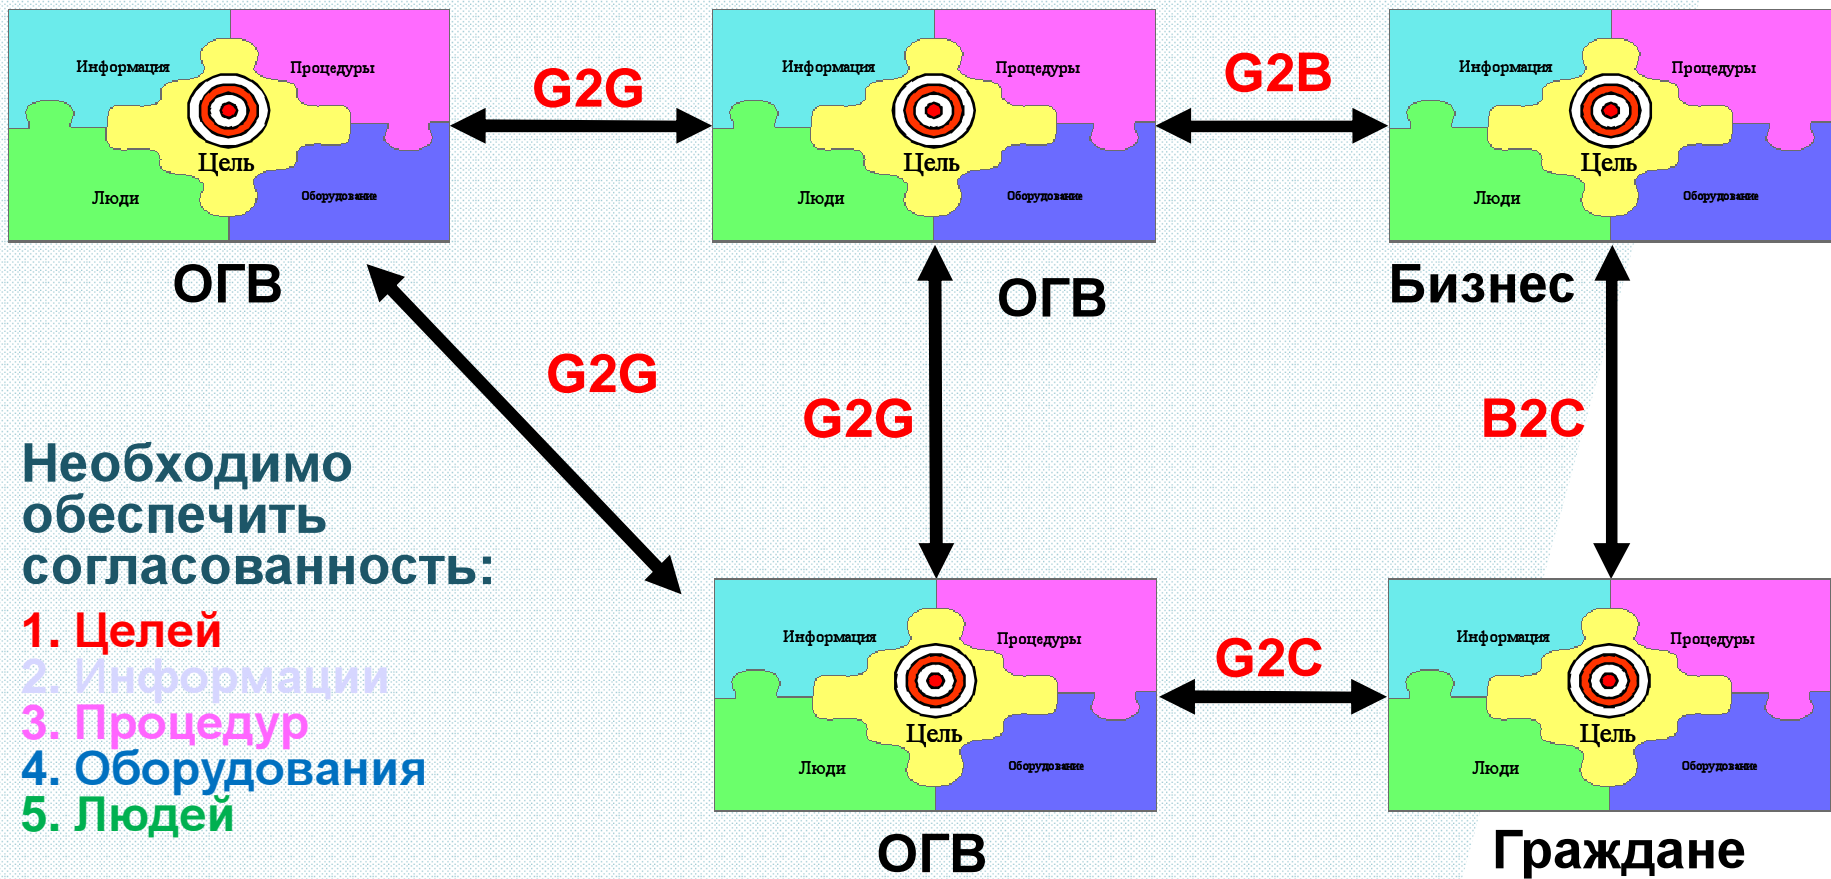 Информация
Процедуры
Цель
Люди
Оборудование
ОГВ
G2G
Информация
Процедуры
Цель
Люди
Оборудование
ОГВ
G2B
Информация
Процедуры
Цель
Люди
Оборудование
Бизнес
G2G
G2G
B2C
Необходимо
обеспечить
согласованность:
1. Целей
2. Информации
3. Процедур
4. Оборудования
5. Людей
Информация
Процедуры
Цель
Люди
Оборудование
ОГВ
G2C
Информация
Процедуры
Цель
Люди
Оборудование
Граждане